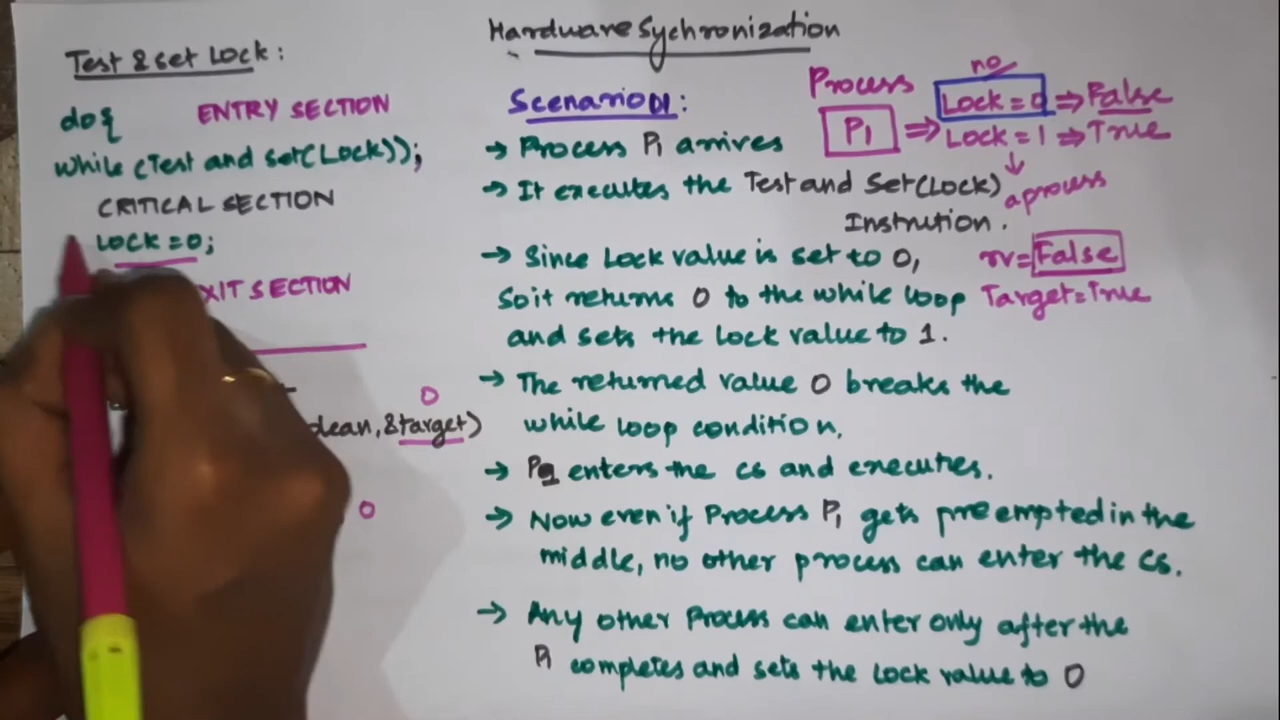 Hardware Sychronization
Test & set Lock:
do{ ENTRY SECTION
while (Test and set(Lock));
CRITICAL SECTION
Lock = 0;
XIT SECTION
0
&target)
0
Scenario 01:
Process
P1 ⇒
no
Lock = 0 ⇒ False
Lock = 1 ⇒ True
a process
→ Process P1 arrives
→ It executes the Test and Set(Lock)
Instrution.
→ Since Lock value is set to 0,
So it returns 0 to the while loop
and sets the lock value to 1.
rv = False
Target = True
→ The returned value 0 breaks the
while loop condition.
→ P1 enters the cs and executies.
→ Now even if Process P1 gets preempted in the
middle, no other process can enter the cs.
→ Any other Process can enter only after the
P1 completes and sets the Lock value to 0